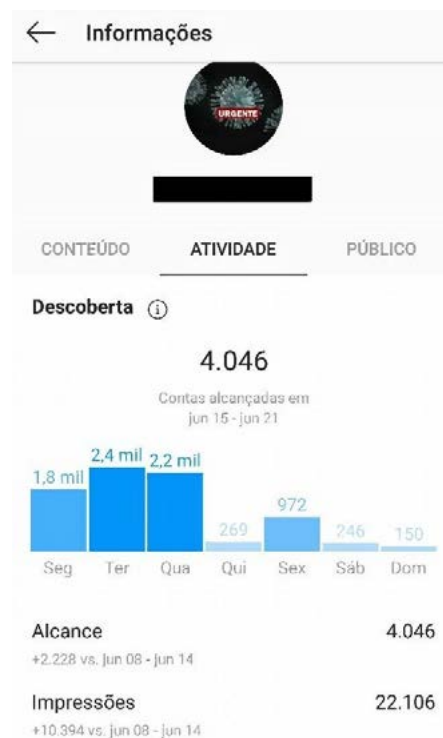 ← Informações
URGENTE
CONTEÚDO ATIVIDADE PÚBLICO
Descoberta
4.046
Contas alcançadas em
jun 15 - jun 21
1,8 mil 2,4 mil 2,2 mil 269 972 246 150
Seg Ter Qua Qui Sex Sáb Dom
Alcance 4.046
+2.228 vs. jun 08 - jun 14
Impressões 22.106
+10.394 vs. jun 08 - jun 14